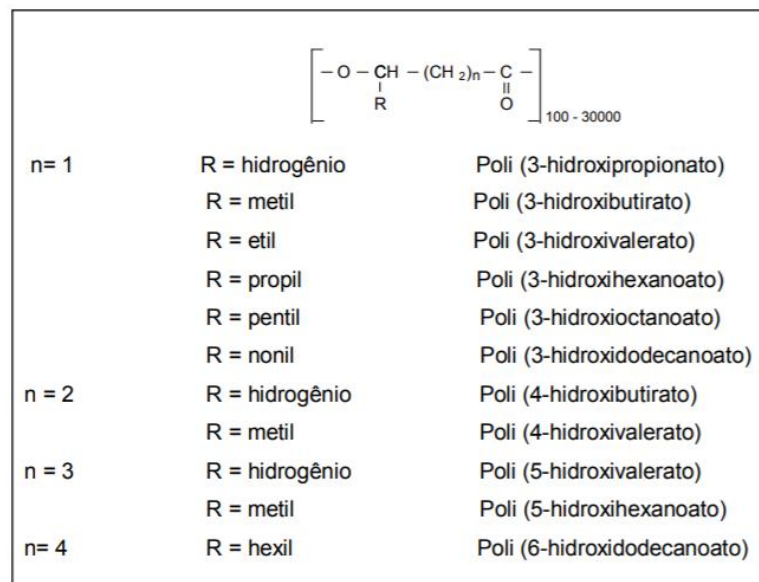 – O – CH – (CH 2)n– C –
R O 100 - 30000
n= 1 R = hidrogênio Poli (3-hidroxipropionato)
R = metil Poli (3-hidroxibutirato)
R = etil Poli (3-hidroxivalerato)
R = propil Poli (3-hidroxihexanoato)
R = pentil Poli (3-hidroxioctanoato)
R = nonil Poli (3-hidroxidodecanoato)
n = 2 R = hidrogênio Poli (4-hidroxibutirato)
R = metil Poli (4-hidroxivalerato)
n = 3 R = hidrogênio Poli (5-hidroxivalerato)
R = metil Poli (5-hidroxihexanoato)
n= 4 R = hexil Poli (6-hidroxidodecanoato)